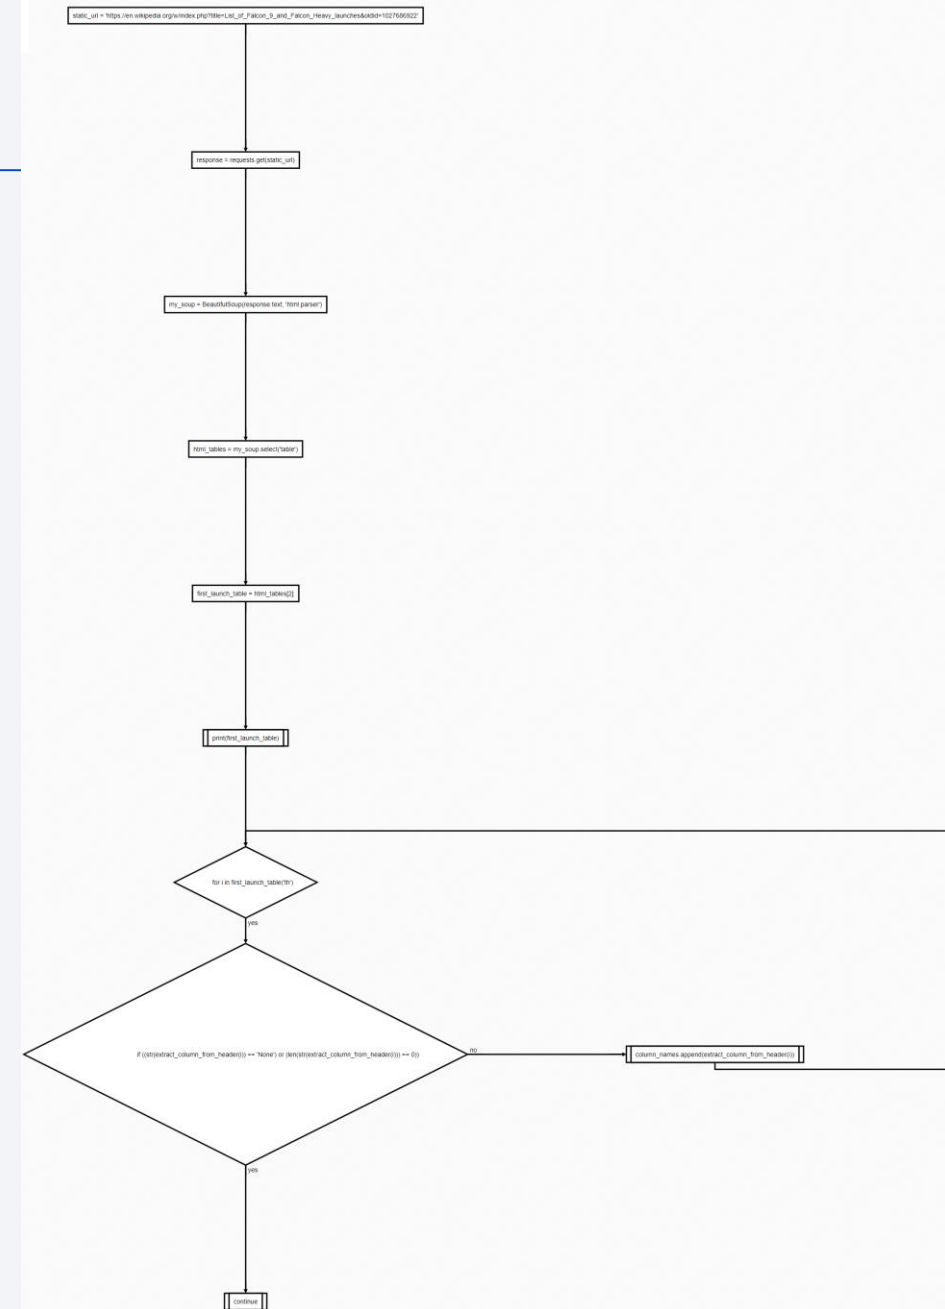 static_url = 'https://en.wikipedia.org/w/index.php?title=List_of_Falcon_9_and_Falcon_Heavy_launches&oldid=1027686922'
response = requests.get(static_url)
my_soup = BeautifulSoup(response.text, 'html.parser')
html_tables = my_soup.select('table')
first_launch_table = html_tables[2]
print(first_launch_table)
for i in first_launch_table('th')
yes
if ((str(extract_column_from_header(i)) == 'None') or (len(str(extract_column_from_header(i))) == 0))
no
column_names.append(extract_column_from_header(i))
yes
continue